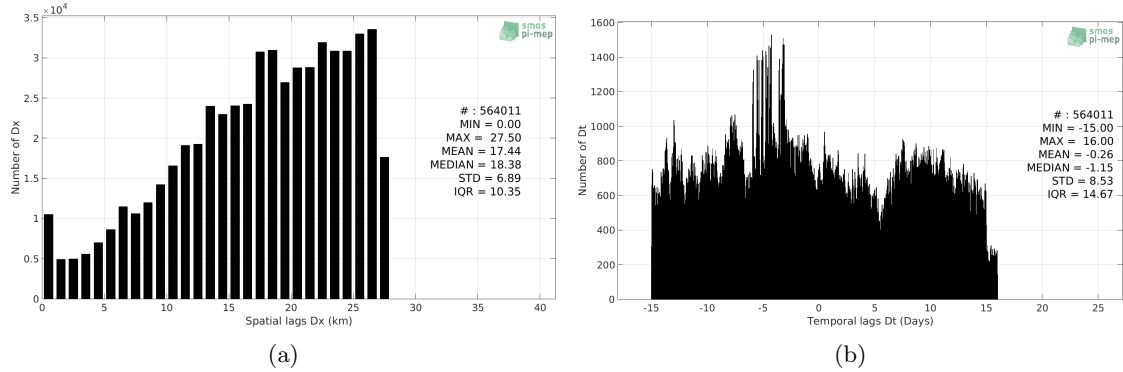 ×10⁴
3.5
3
2.5
2
1.5
1
0.5
0
Number of Dx
0 5 10 15 20 25 30 35 40
Spatial lags Dx (km)
smos
pi-mep
# : 564011
MIN = 0.00
MAX = 27.50
MEAN = 17.44
MEDIAN = 18.38
STD = 6.89
IQR = 10.35
(a)
1600
1400
1200
1000
800
600
400
200
0
Number of Dt
-15 -10 -5 0 5 10 15 20 25
Temporal lags Dt (Days)
smos
pi-mep
# : 564011
MIN = -15.00
MAX = 16.00
MEAN = -0.26
MEDIAN = -1.15
STD = 8.53
IQR = 14.67
(b)